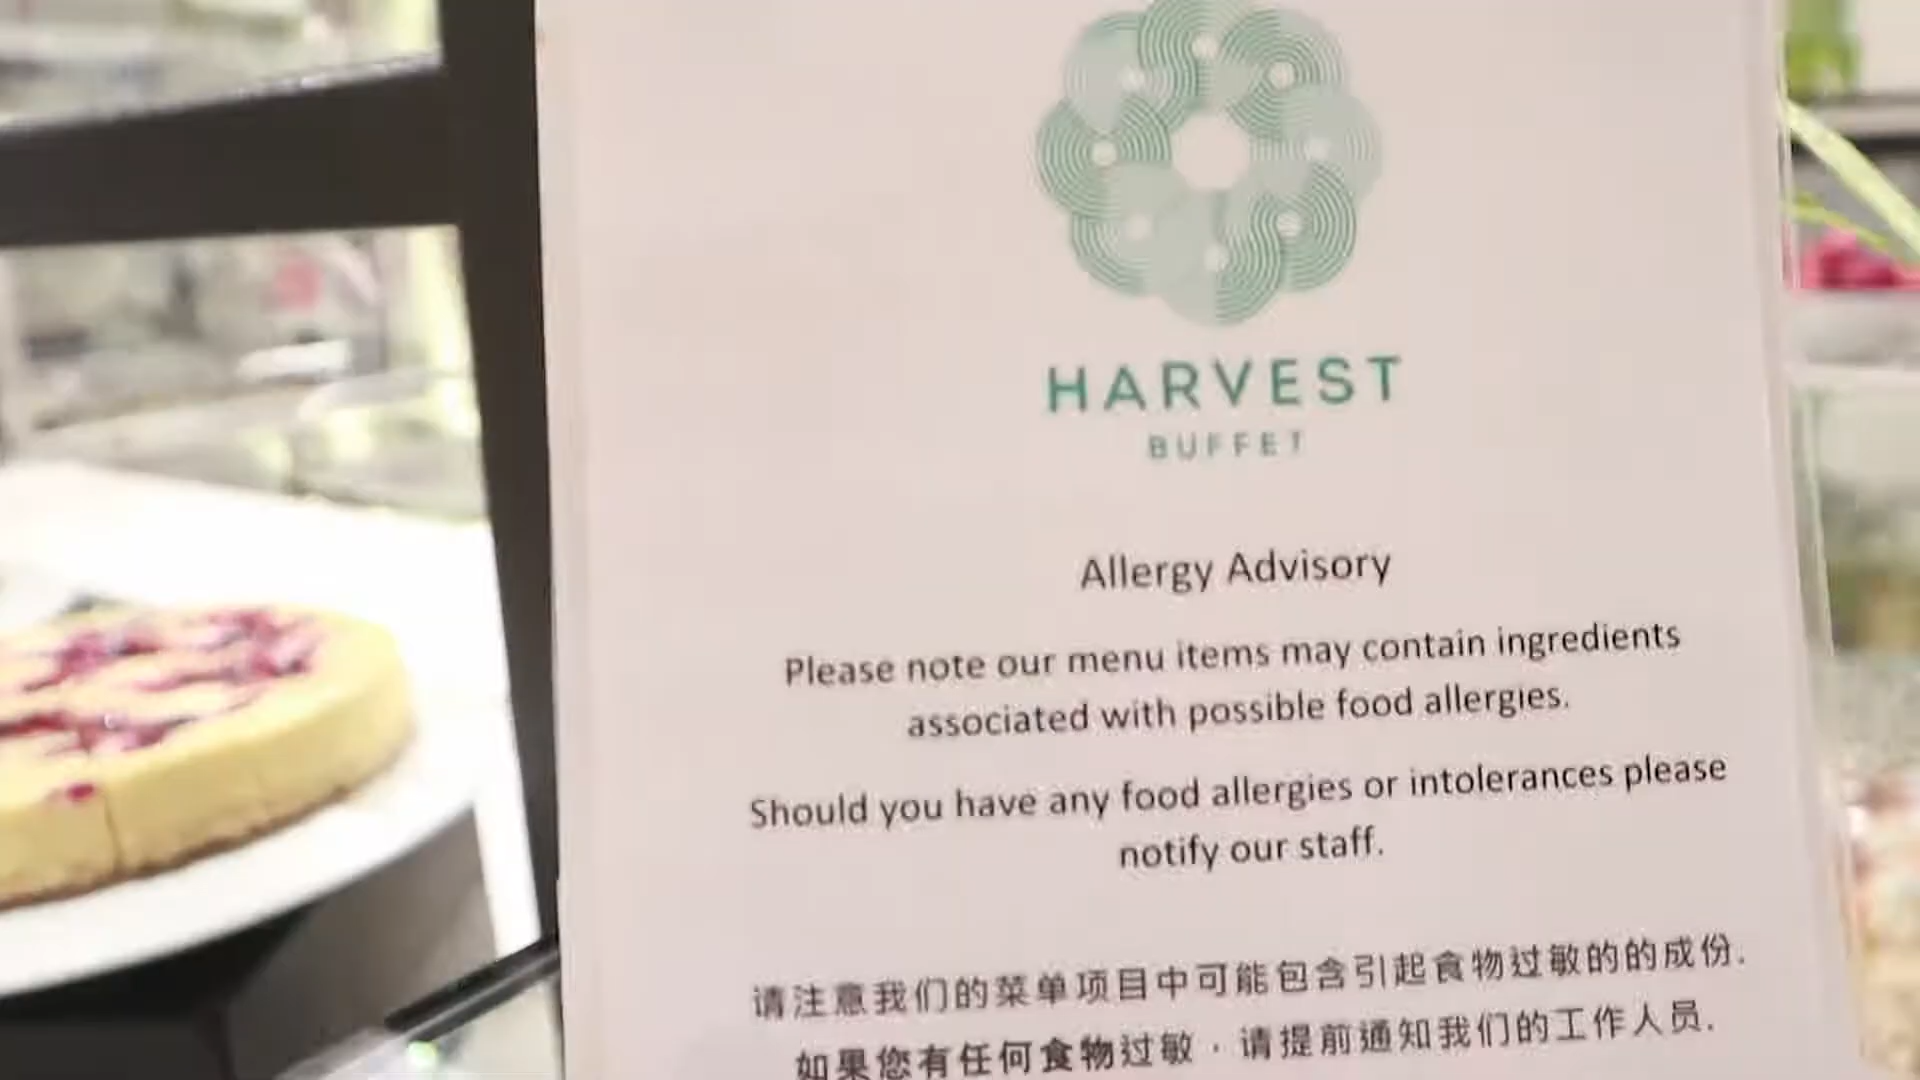 HARVEST
BUFFET
Allergy Advisory
Please note our menu items may contain ingredients
associated with possible food allergies.
Should you have any food allergies or intolerances please
notify our staff.
请注意我们的菜单项目中可能包含引起食物过敏的的成份.
如果您有任何食物过敏，请提前通知我们的工作人员.